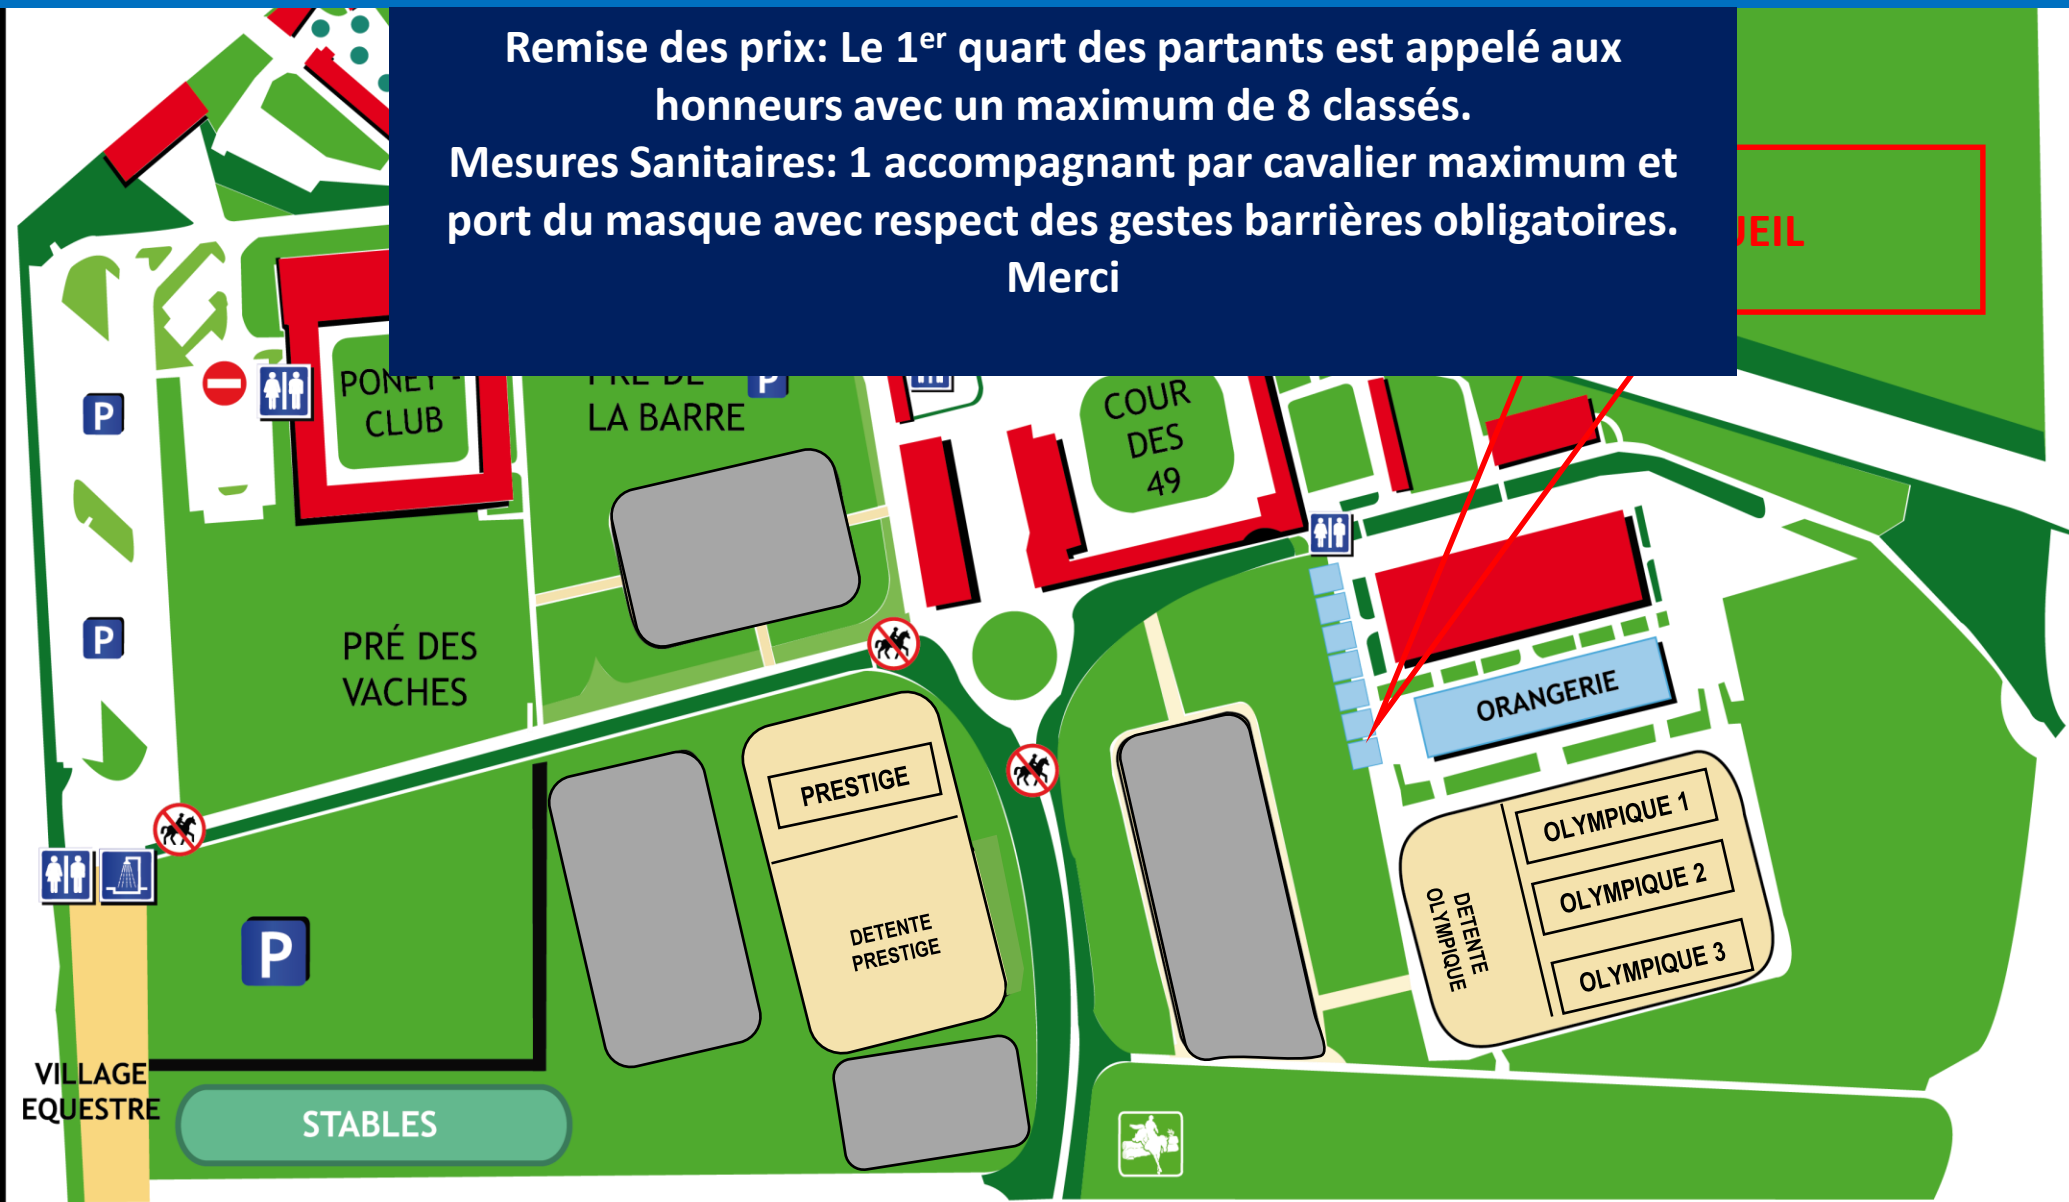 Remise des prix: Le 1er quart des partants est appelé aux
honneurs avec un maximum de 8 classés.
Mesures Sanitaires: 1 accompagnant par cavalier maximum et
port du masque avec respect des gestes barrières obligatoires.
Merci
PONEY -
CLUB
LA BARRE
P
COUR
DES
49
P
P
PRÉ DES
VACHES
ORANGERIE
PRESTIGE
DETENTE
PRESTIGE
OLYMPIQUE 1
OLYMPIQUE 2
OLYMPIQUE 3
DETENTE
OLYMPIQUE
P
VILLAGE
EQUESTRE
STABLES